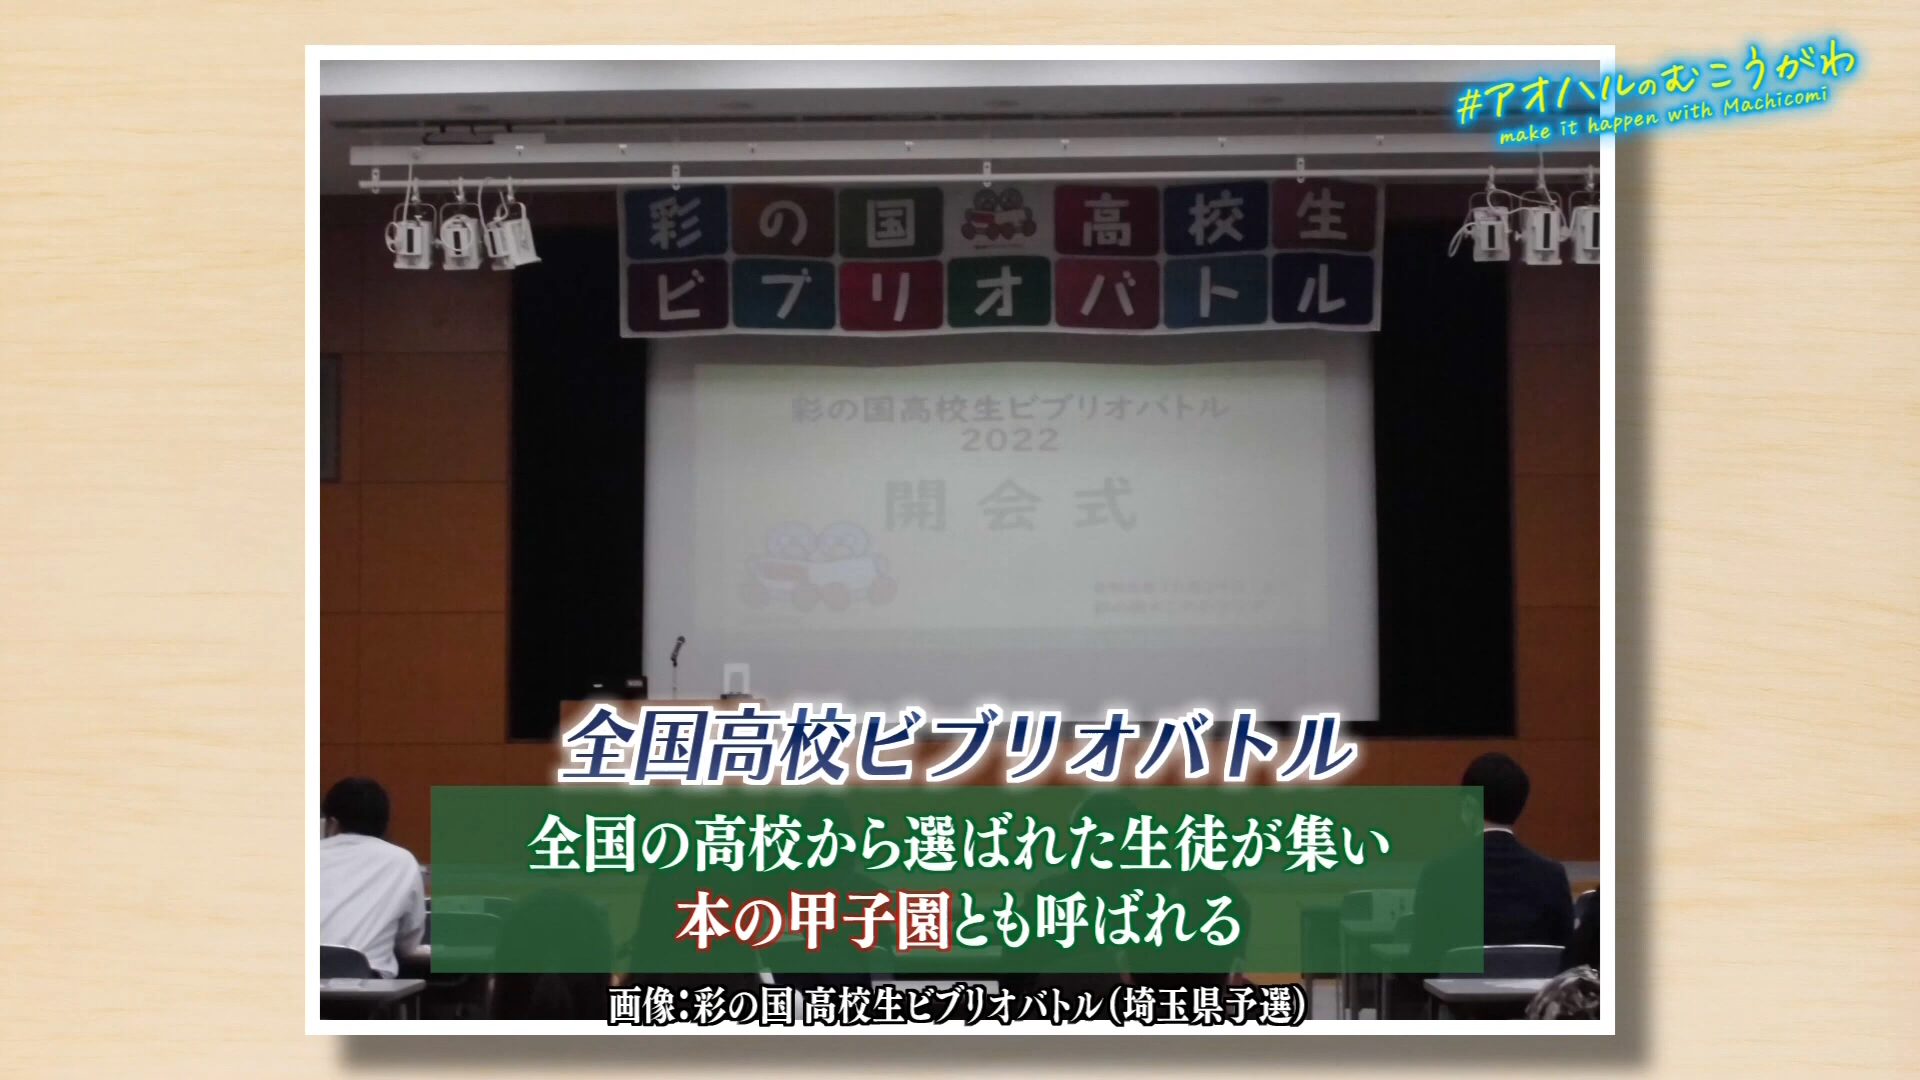 #アオハルのむこうがわ
make it happen with Machicomi
彩の国 高校生
ビブリオバトル
彩の国高校生ビブリオバトル
2022
開会式
全国高校ビブリオバトル
全国の高校から選ばれた生徒が集い
本の甲子園とも呼ばれる
画像：彩の国 高校生ビブリオバトル(埼玉県予選)